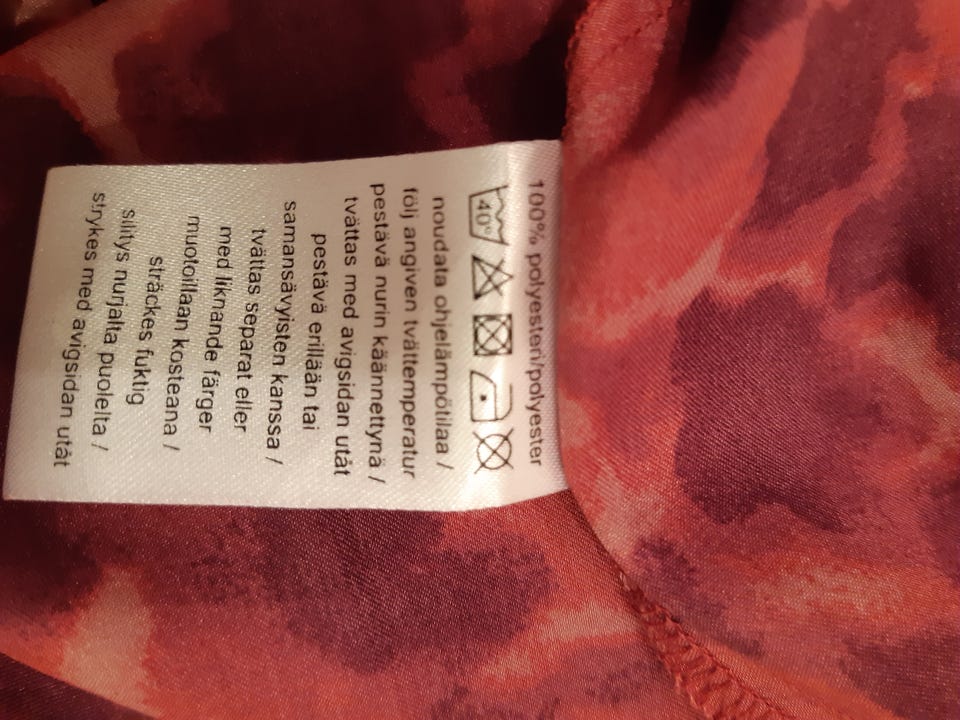 100% polyesteri/polyester
40°
noudata ohjelämpötilaa /
följ angiven tvättemperatur
pestävä nurin käännettynä /
tvättas med avigsidan utåt
pestävä erillään tai
samansävyisten kanssa /
tvättas separat eller
med liknande färger
muotoillaan kosteana /
sträckes fuktig
silitys nurjalta puolelta /
strykes med avigsidan utåt